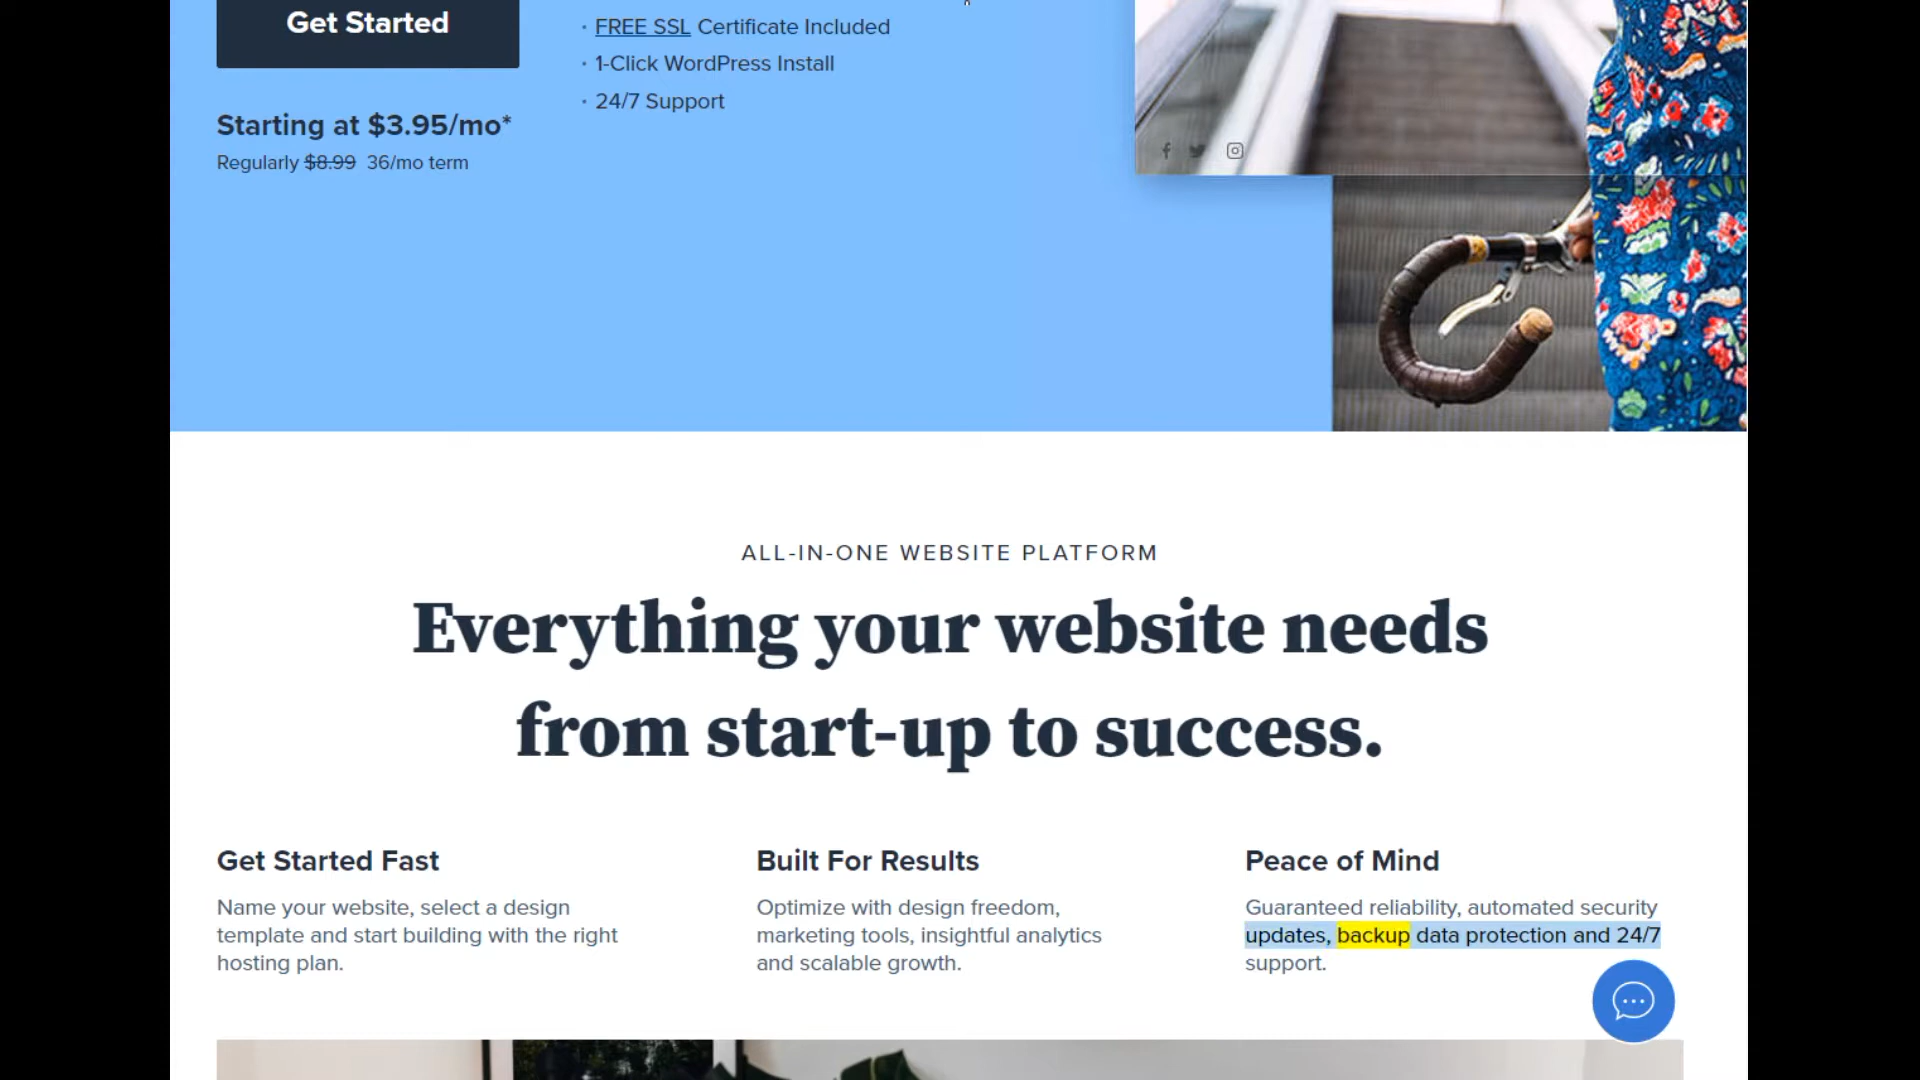 Get Started
· FREE SSL Certificate Included
· 1-Click WordPress Install
· 24/7 Support
Starting at $3.95/mo*
Regularly $8.99 36/mo term
ALL-IN-ONE WEBSITE PLATFORM
Everything your website needs
from start-up to success.
Get Started Fast
Name your website, select a design
template and start building with the right
hosting plan.
Built For Results
Optimize with design freedom,
marketing tools, insightful analytics
and scalable growth.
Peace of Mind
Guaranteed reliability, automated security
updates, backup data protection and 24/7
support.